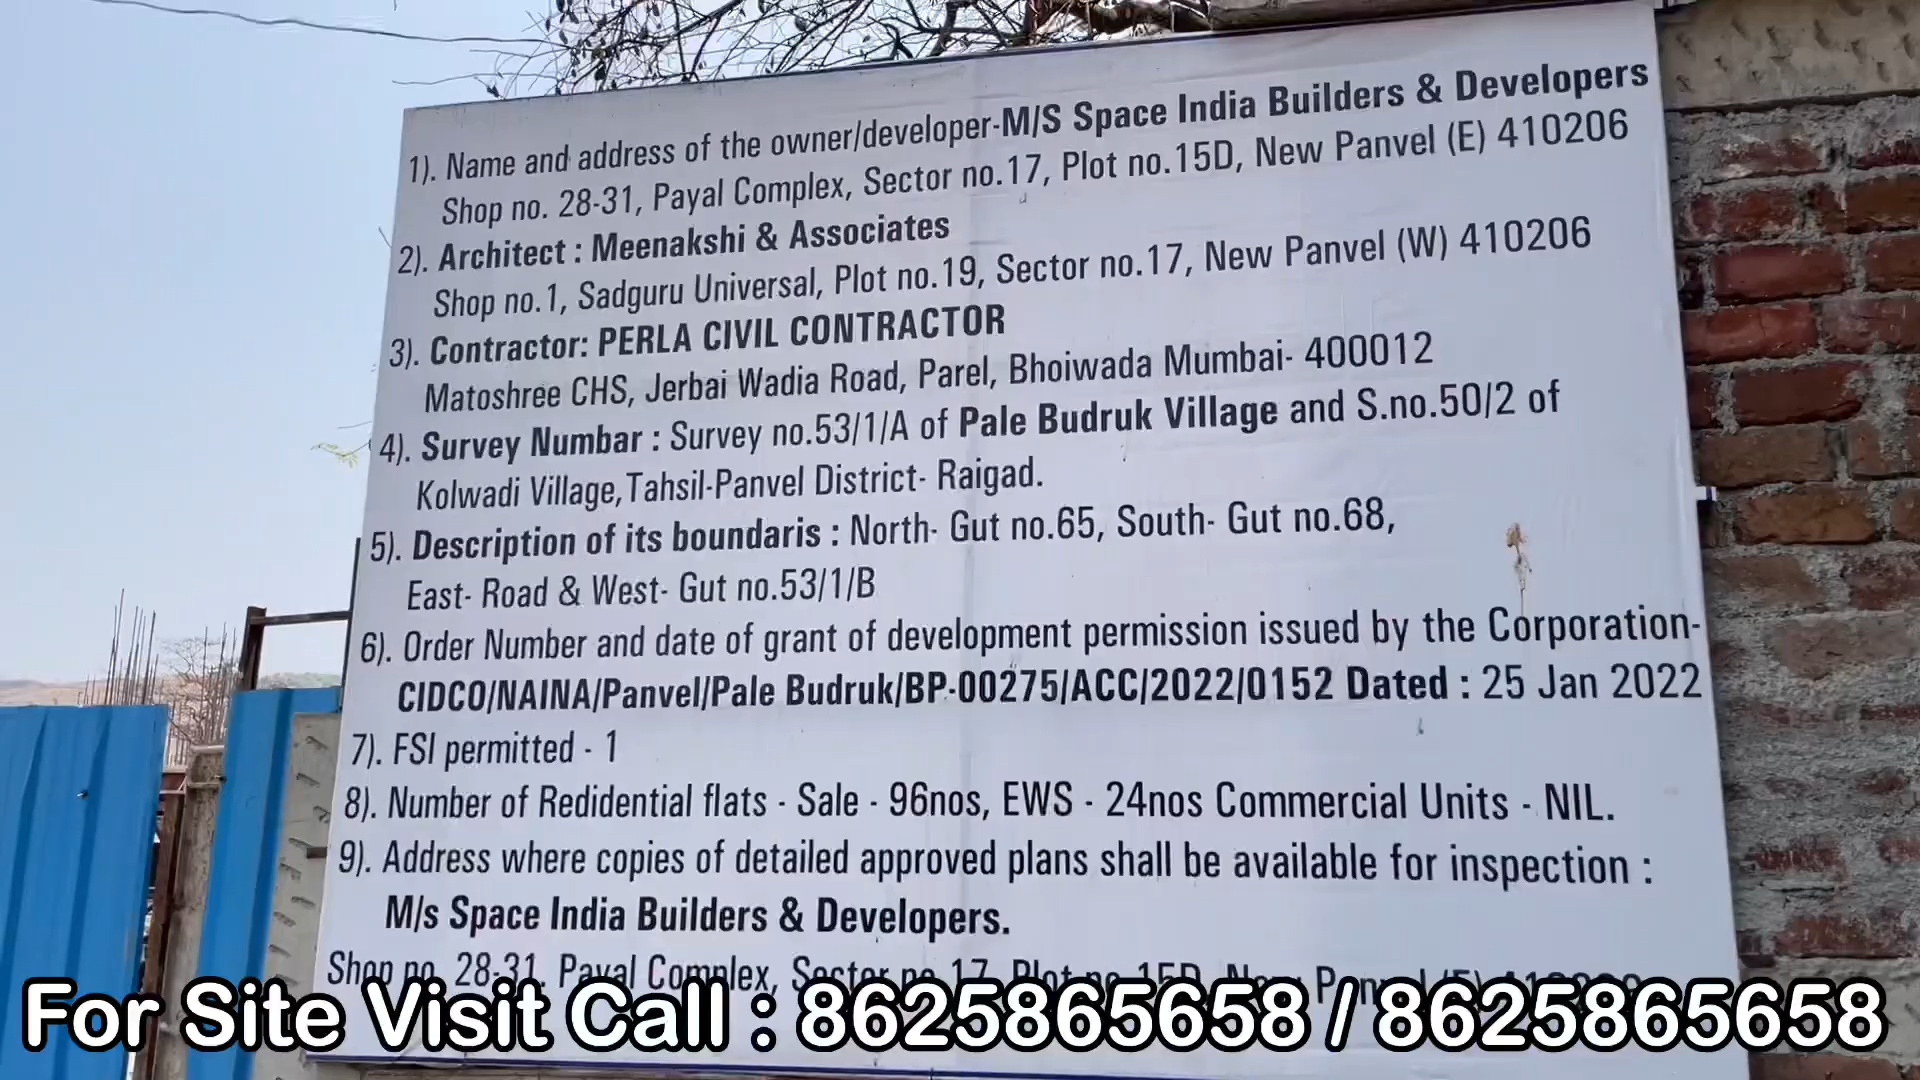 1). Name and address of the owner/developer-M/S Space India Builders & Developers
Shop no. 28-31, Payal Complex, Sector no.17, Plot no.15D, New Panvel (E) 410206
2). Architect : Meenakshi & Associates
Shop no.1, Sadguru Universal, Plot no.19, Sector no.17, New Panvel (W) 410206
3). Contractor: PERLA CIVIL CONTRACTOR
Matoshree CHS, Jerbai Wadia Road, Parel, Bhoiwada Mumbai- 400012
4). Survey Numbar : Survey no.53/1/A of Pale Budruk Village and S.no.50/2 of
Kolwadi Village, Tahsil-Panvel District- Raigad.
5). Description of its boundaris : North- Gut no.65, South- Gut no.68,
East- Road & West- Gut no.53/1/B
6). Order Number and date of grant of development permission issued by the Corporation-
CIDCO/NAINA/Panvel/Pale Budruk/BP-00275/ACC/2022/0152 Dated : 25 Jan 2022
7). FSI permitted - 1
8). Number of Redidential flats - Sale - 96nos, EWS - 24nos Commercial Units - NIL.
9). Address where copies of detailed approved plans shall be available for inspection :
M/s Space India Builders & Developers.
Shop no. 28-31, Payal Complex, Sector no.17, Plot no.15D, New Panvel (E)
For Site Visit Call : 8625865658 / 8625865658